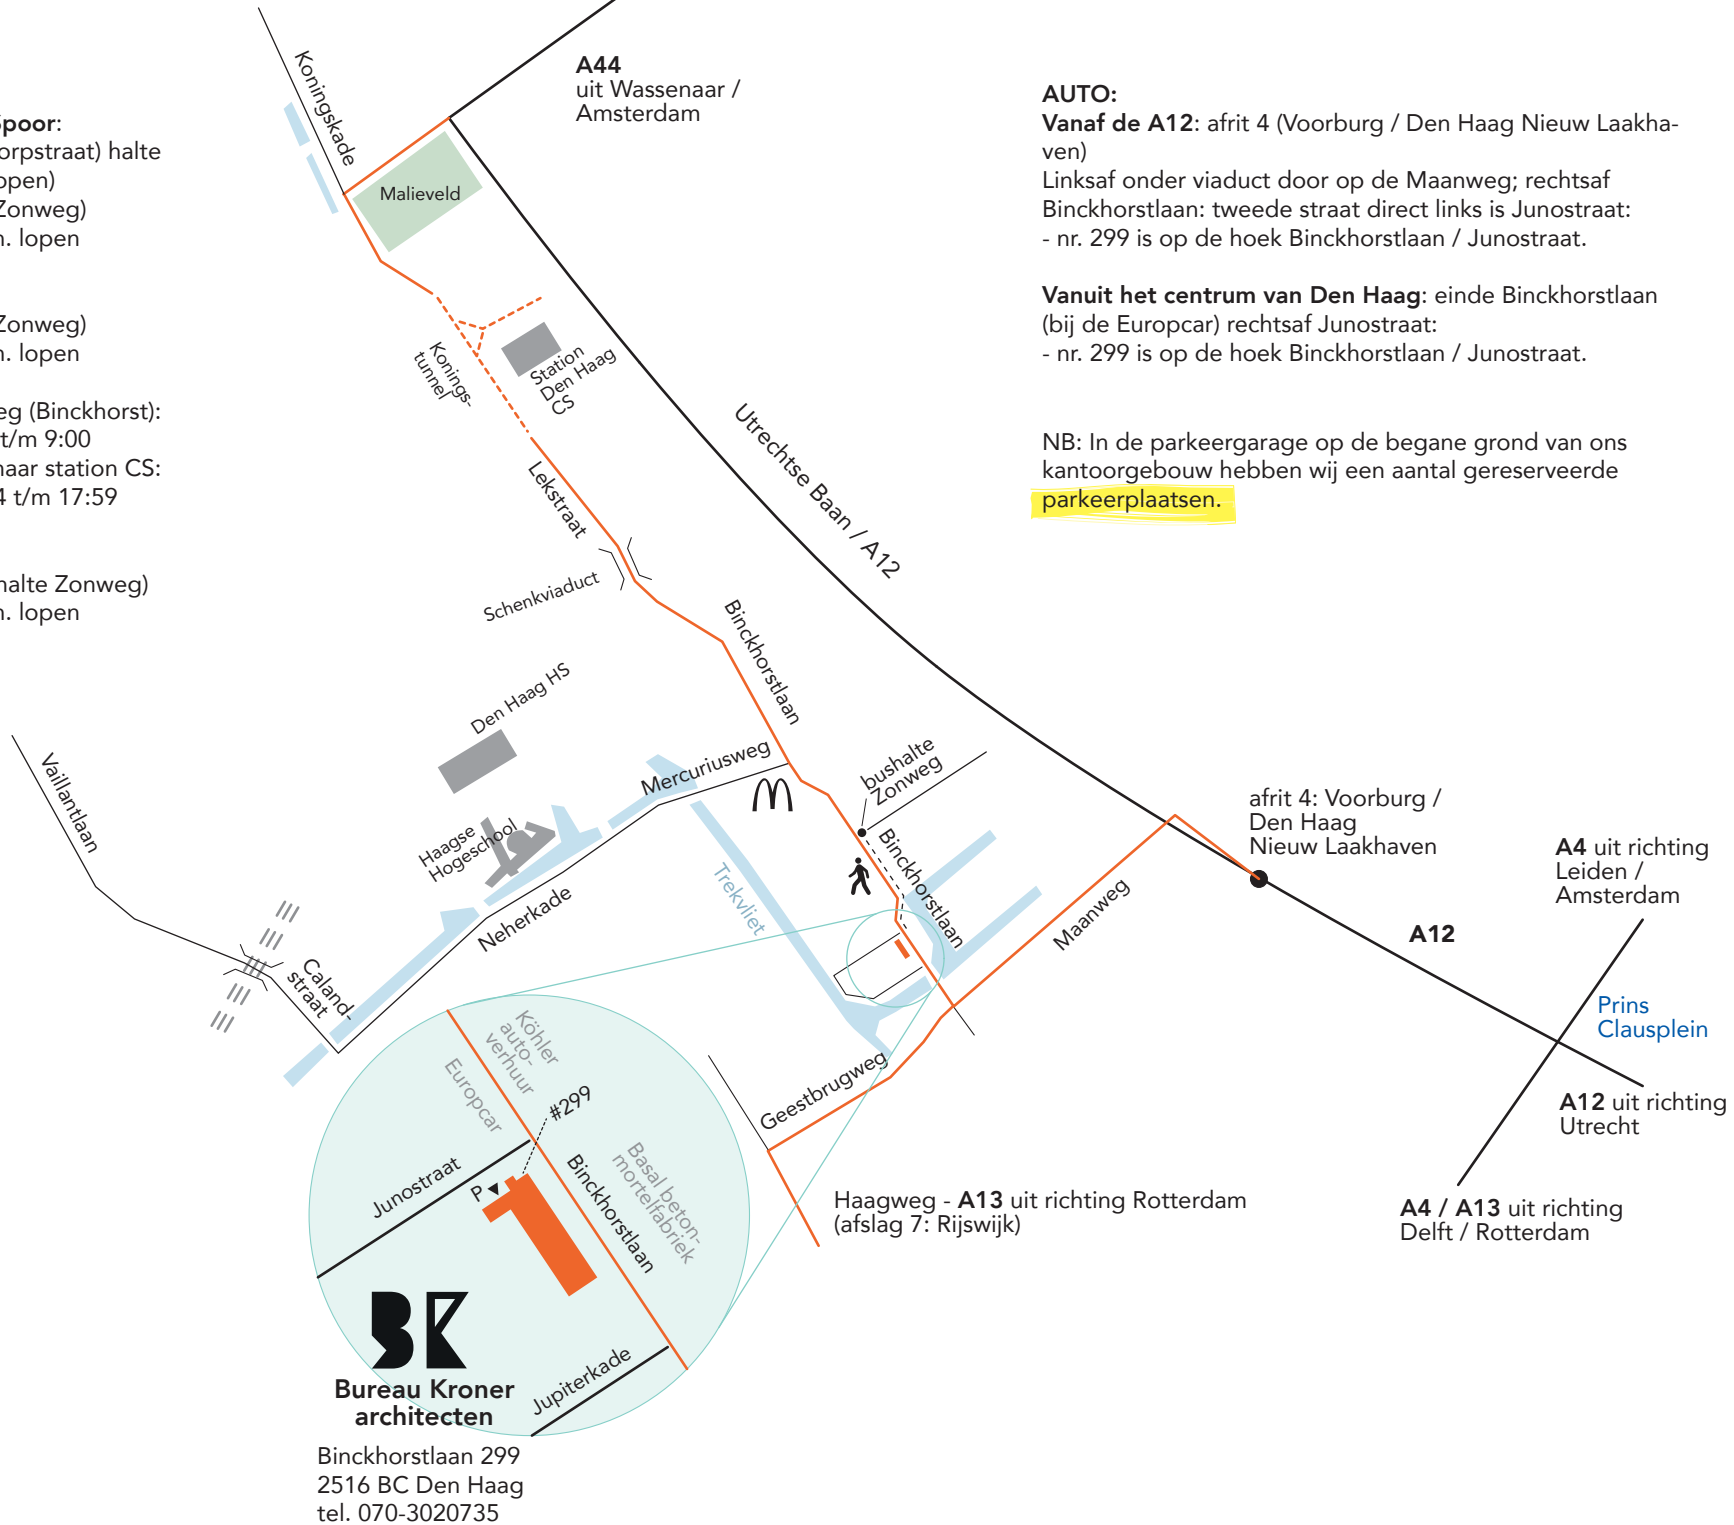 Spoor:
orpstraat) halte
open)
Zonweg)
n. lopen
Zonweg)
n. lopen
eg (Binckhorst):
t/m 9:00
naar station CS:
4 t/m 17:59
halte Zonweg)
n. lopen
Koningskade
A44
uit Wassenaar /
Amsterdam
Malieveld
AUTO:
Vanaf de A12: afrit 4 (Voorburg / Den Haag Nieuw Laakha-
ven)
Linksaf onder viaduct door op de Maanweg; rechtsaf
Binckhorstlaan: tweede straat direct links is Junostraat:
- nr. 299 is op de hoek Binckhorstlaan / Junostraat.
Vanuit het centrum van Den Haag: einde Binckhorstlaan
(bij de Europcar) rechtsaf Junostraat:
- nr. 299 is op de hoek Binckhorstlaan / Junostraat.
NB: In de parkeergarage op de begane grond van ons
kantoorgebouw hebben wij een aantal gereserveerde
parkeerplaatsen.
Konings-
tunnel
Station
Den Haag
CS
Utrechtse Baan / A12
Lekstraat
Schenkviaduct
Binckhorstlaan
Den Haag HS
Mercuriusweg
bushalte
Zonweg
Vaillantlaan
Haagse
Hogeschool
Neherkade
Trekvliet
Binckhorstlaan
Maanweg
afrit 4: Voorburg /
Den Haag
Nieuw Laakhaven
A4 uit richting
Leiden /
Amsterdam
A12
Prins
Clausplein
A12 uit richting
Utrecht
A4 / A13 uit richting
Delft / Rotterdam
Caland-
straat
Geestbrugweg
Haagweg - A13 uit richting Rotterdam
(afslag 7: Rijswijk)
Köhler
auto-
verhuur
Europcar
#299
Junostraat
P
Binckhorstlaan
Basal beton-
mortelfabriek
Jupiterkade
BK
Bureau Kroner
architecten
Binckhorstlaan 299
2516 BC Den Haag
tel. 070-3020735